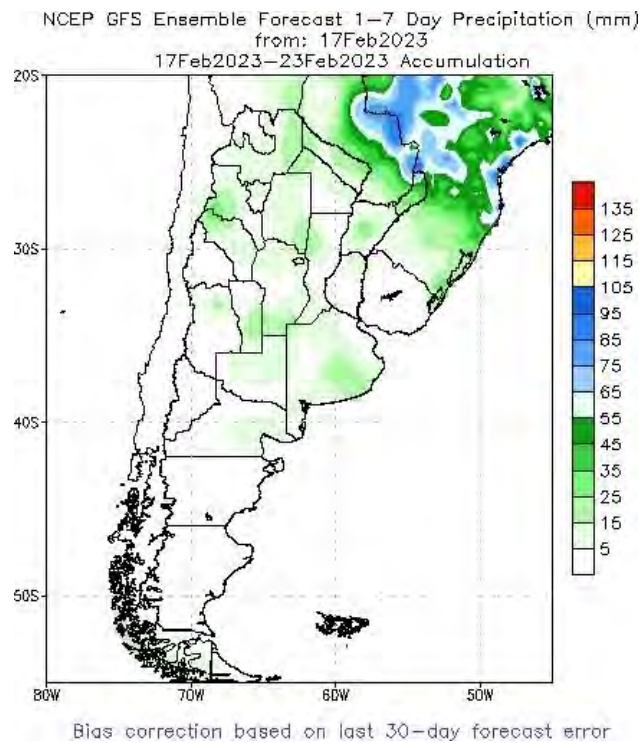 NCEP GFS Ensemble Forecast 1-7 Day Precipitation (mm)
from: 17Feb2023
17Feb2023-23Feb2023 Accumulation
20S
30S
40S
50S
80W
70W
60W
50W
135
125
115
105
95
85
75
65
55
45
35
25
15
5
Bias correction based on last 30-day forecast error